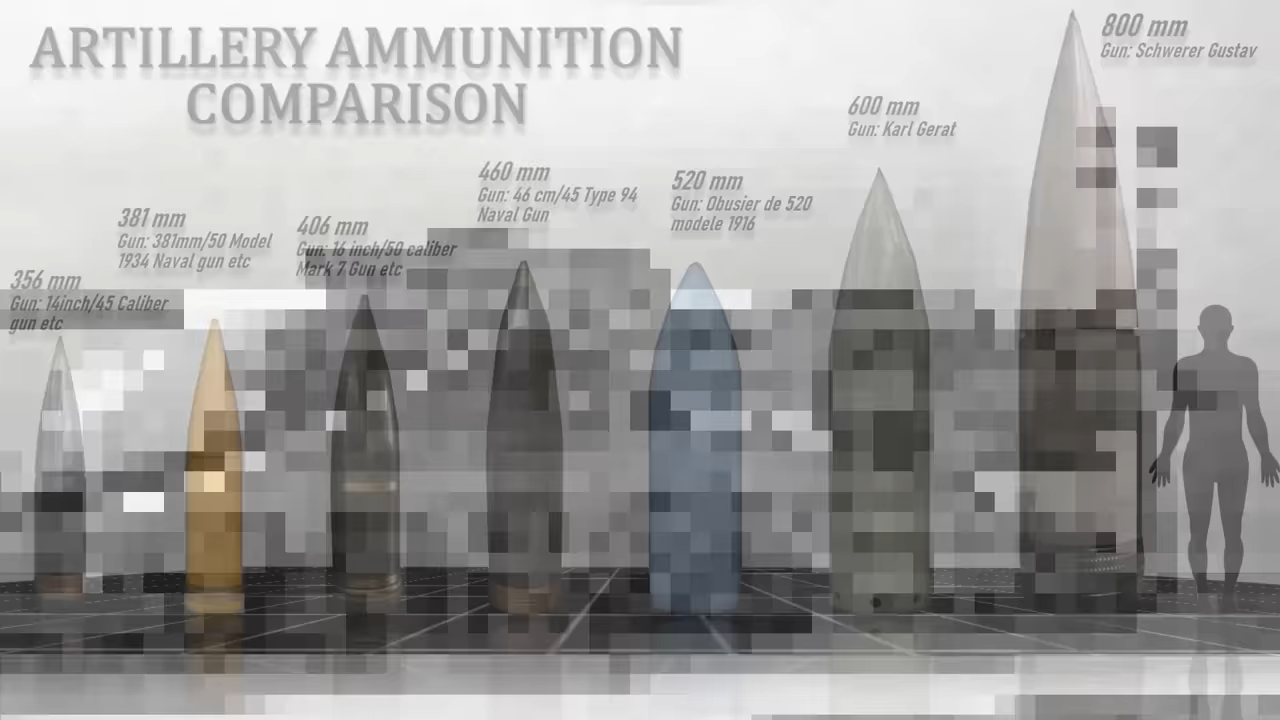 ARTILLERY AMMUNITION
COMPARISON
356 mm
Gun: 14inch/45 Caliber
gun etc
381 mm
Gun: 381mm/50 Model
1934 Naval gun etc
406 mm
Gun: 16 inch/50 caliber
Mark 7 Gun etc
460 mm
Gun: 46 cm/45 Type 94
Naval Gun
520 mm
Gun: Obusier de 520
modele 1916
600 mm
Gun: Karl Gerat
800 mm
Gun: Schwerer Gustav